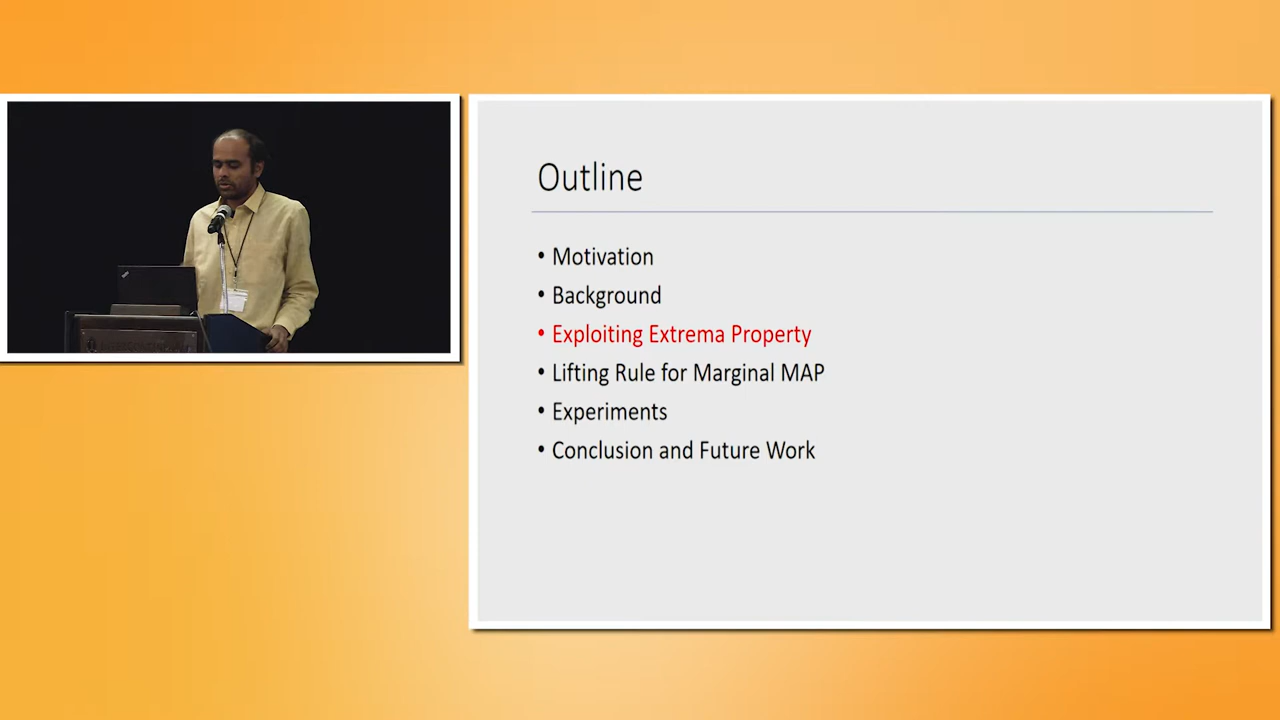 Outline
• Motivation
• Background
• Exploiting Extrema Property
• Lifting Rule for Marginal MAP
• Experiments
• Conclusion and Future Work